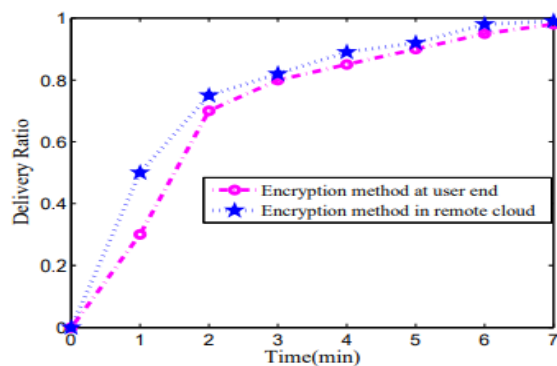 1
0.8
0.6
0.4
0.2
0
Delivery Ratio
Encryption method at user end
Encryption method in remote cloud
0 1 2 3 4 5 6 7
Time(min)